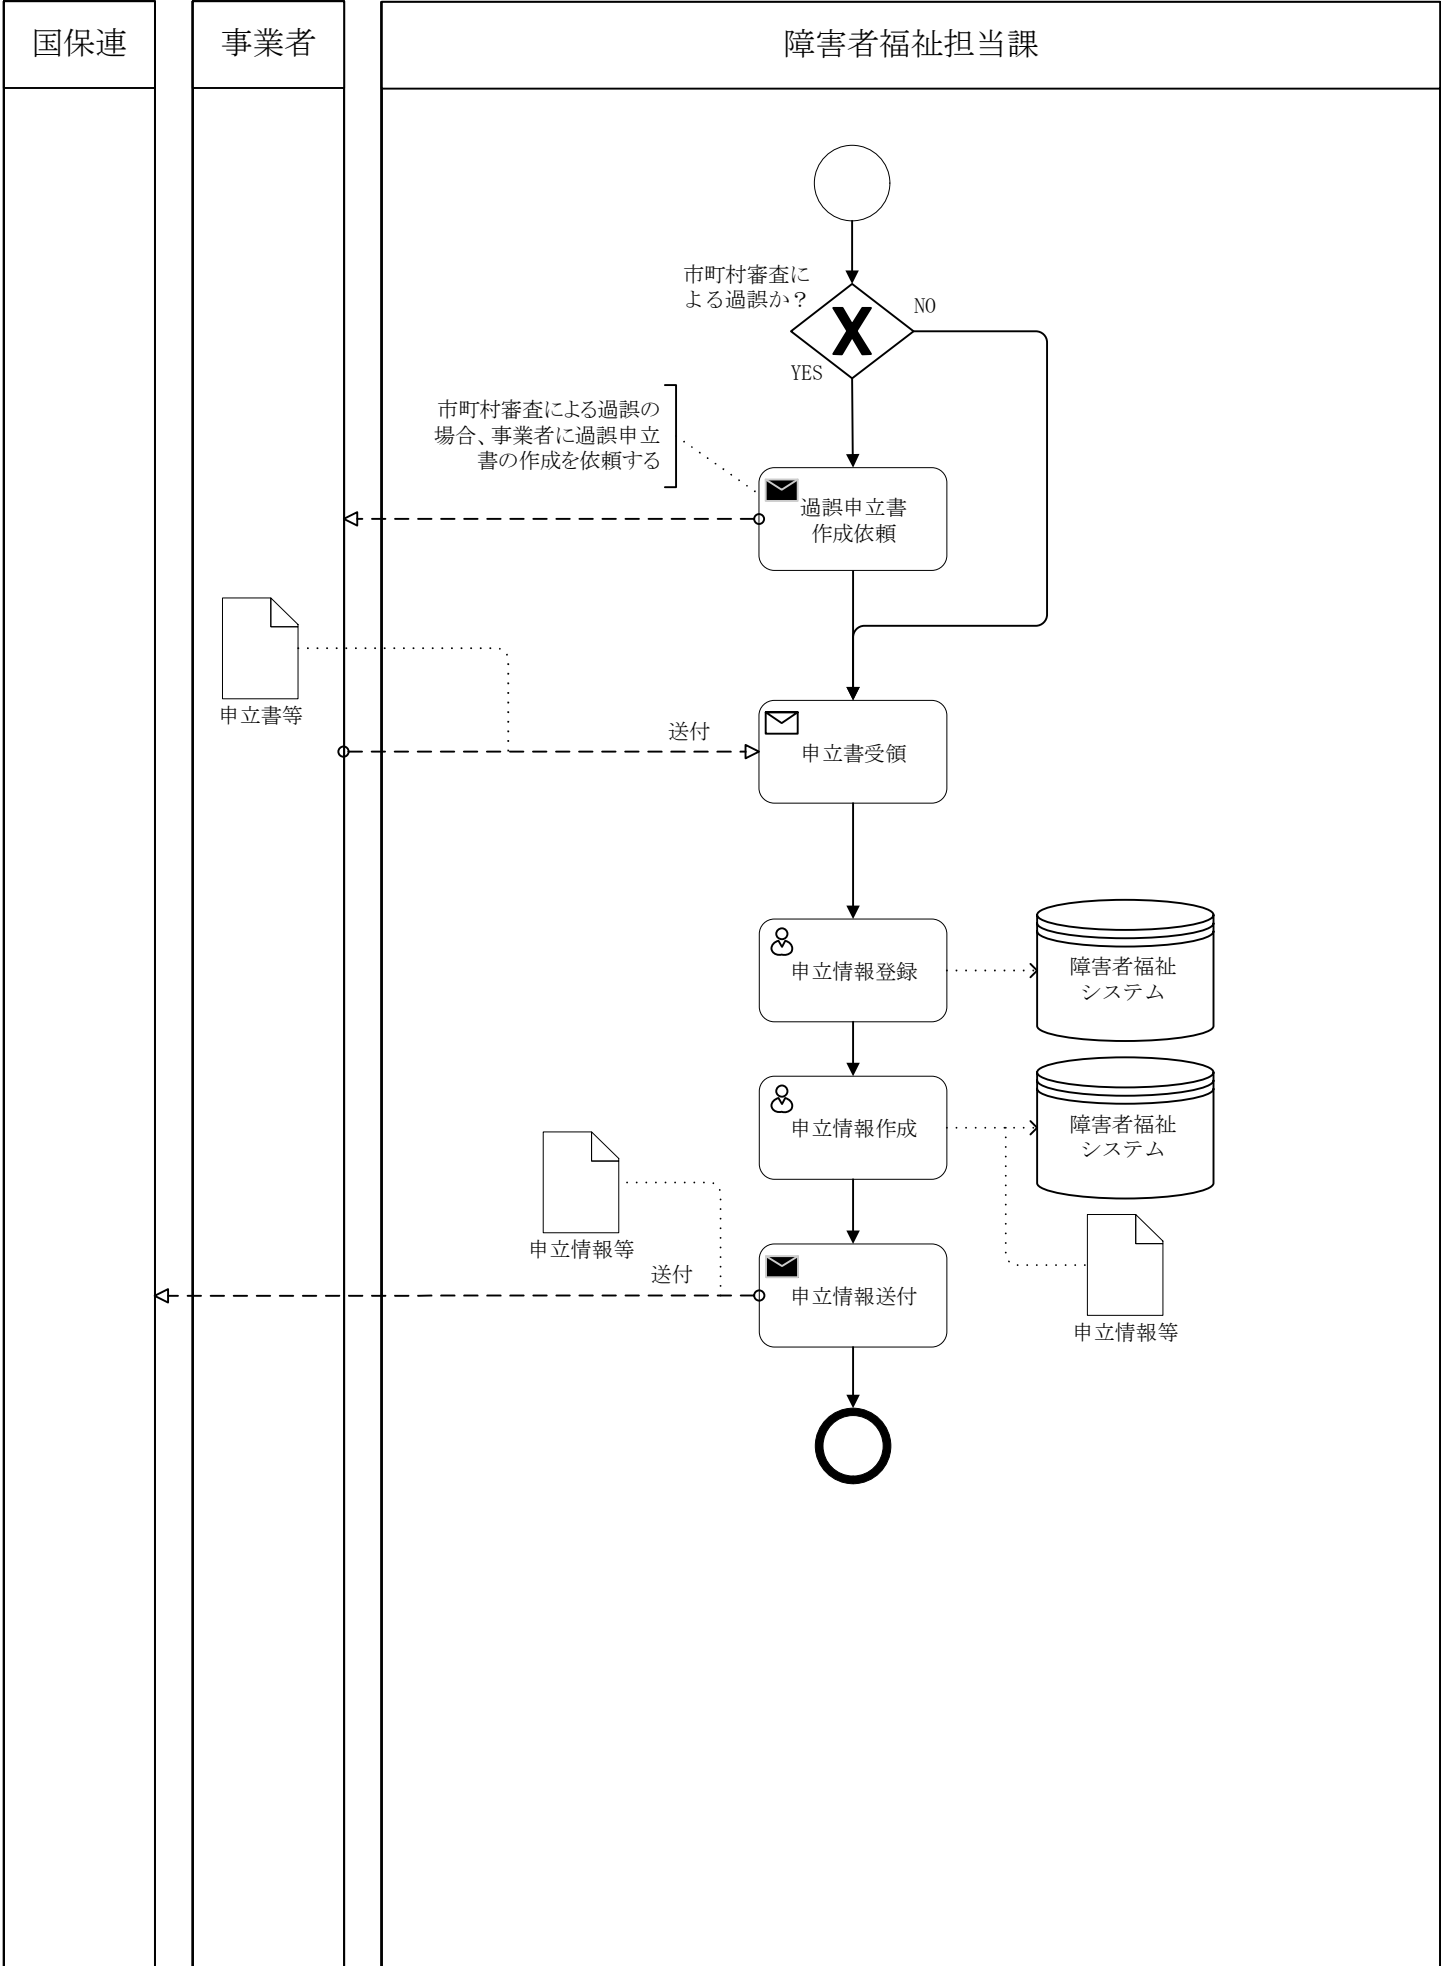 国保連
事業者
障害者福祉担当課
市町村審査に
よる過誤か？
NO
YES
市町村審査による過誤の
場合、事業者に過誤申立
書の作成を依頼する
過誤申立書
作成依頼
申立書等
送付
申立書受領
申立情報登録
障害者福祉
システム
申立情報作成
障害者福祉
システム
申立情報等
送付
申立情報送付
申立情報等